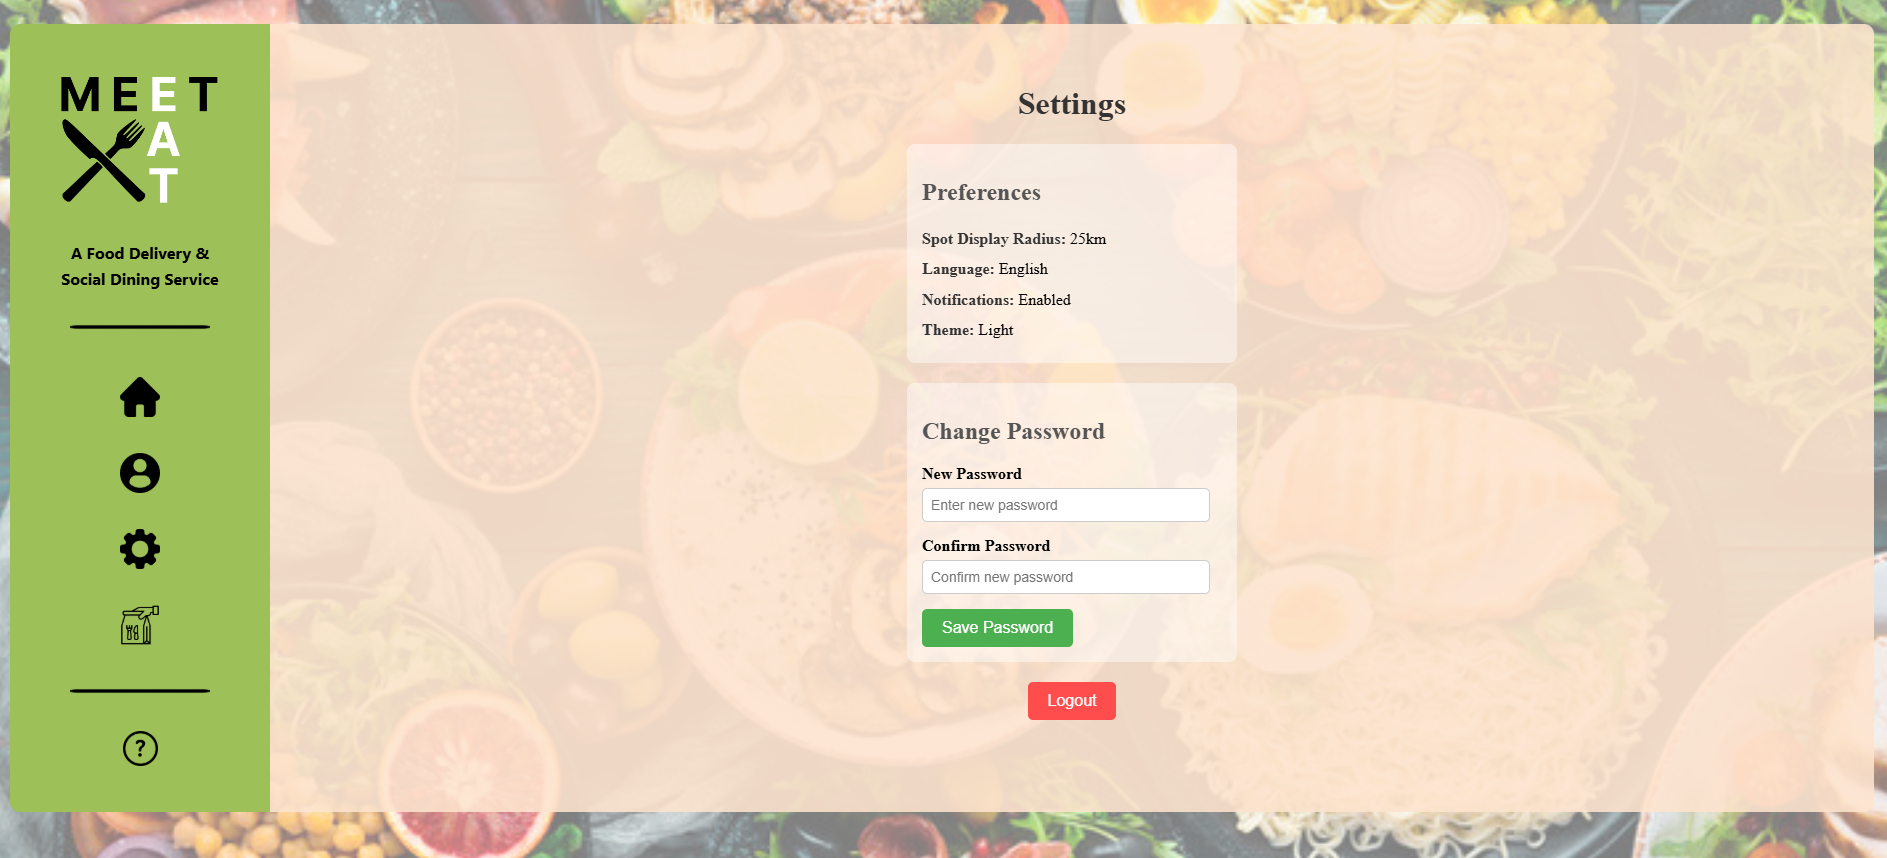 MEET
EAT
A Food Delivery &
Social Dining Service
?
Settings
Preferences
Spot Display Radius: 25km
Language: English
Notifications: Enabled
Theme: Light
Change Password
New Password
Enter new password
Confirm Password
Confirm new password
Save Password
Logout